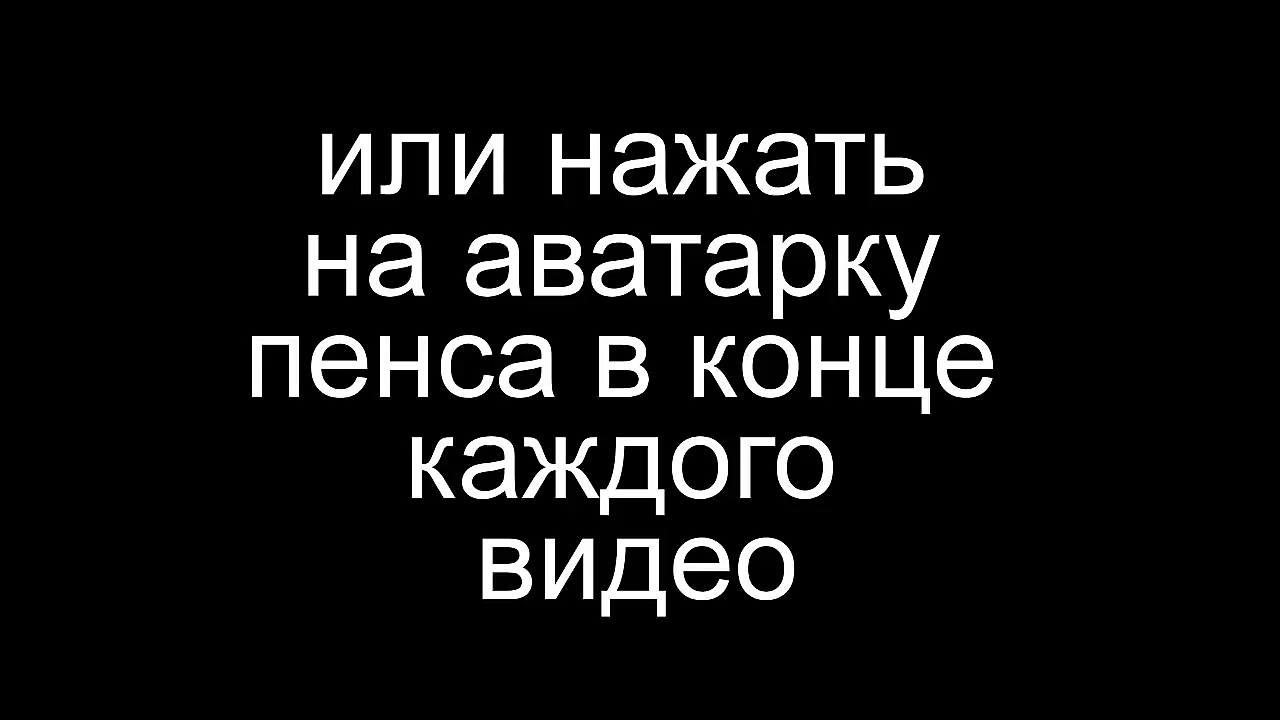 или нажать
на аватарку
пенса в конце
каждого
видео